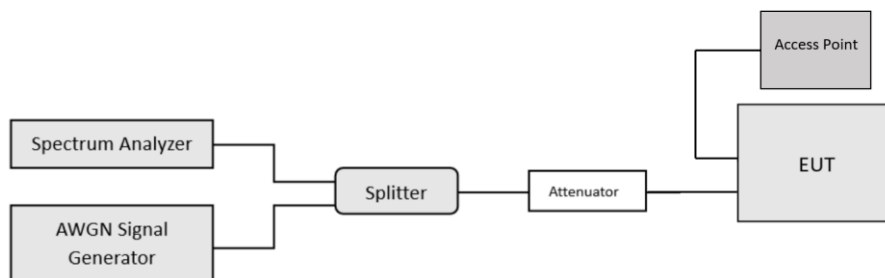 Access Point
Spectrum Analyzer
EUT
Splitter
Attenuator
AWGN Signal
Generator